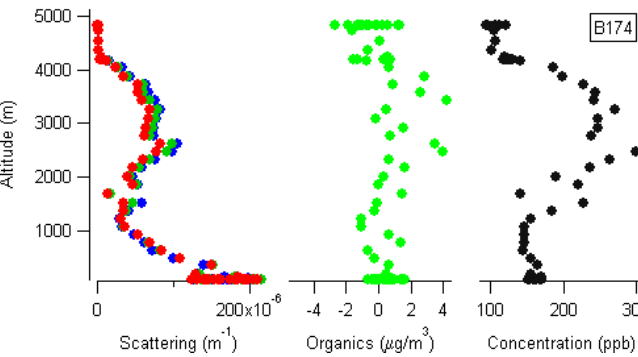 5000
4000
3000
2000
1000
Altitude (m)
B174
0
200x10⁻⁶
-4
-2
0
2
4
100
200
300
Scattering (m⁻¹)
Organics (μg/m³)
Concentration (ppb)